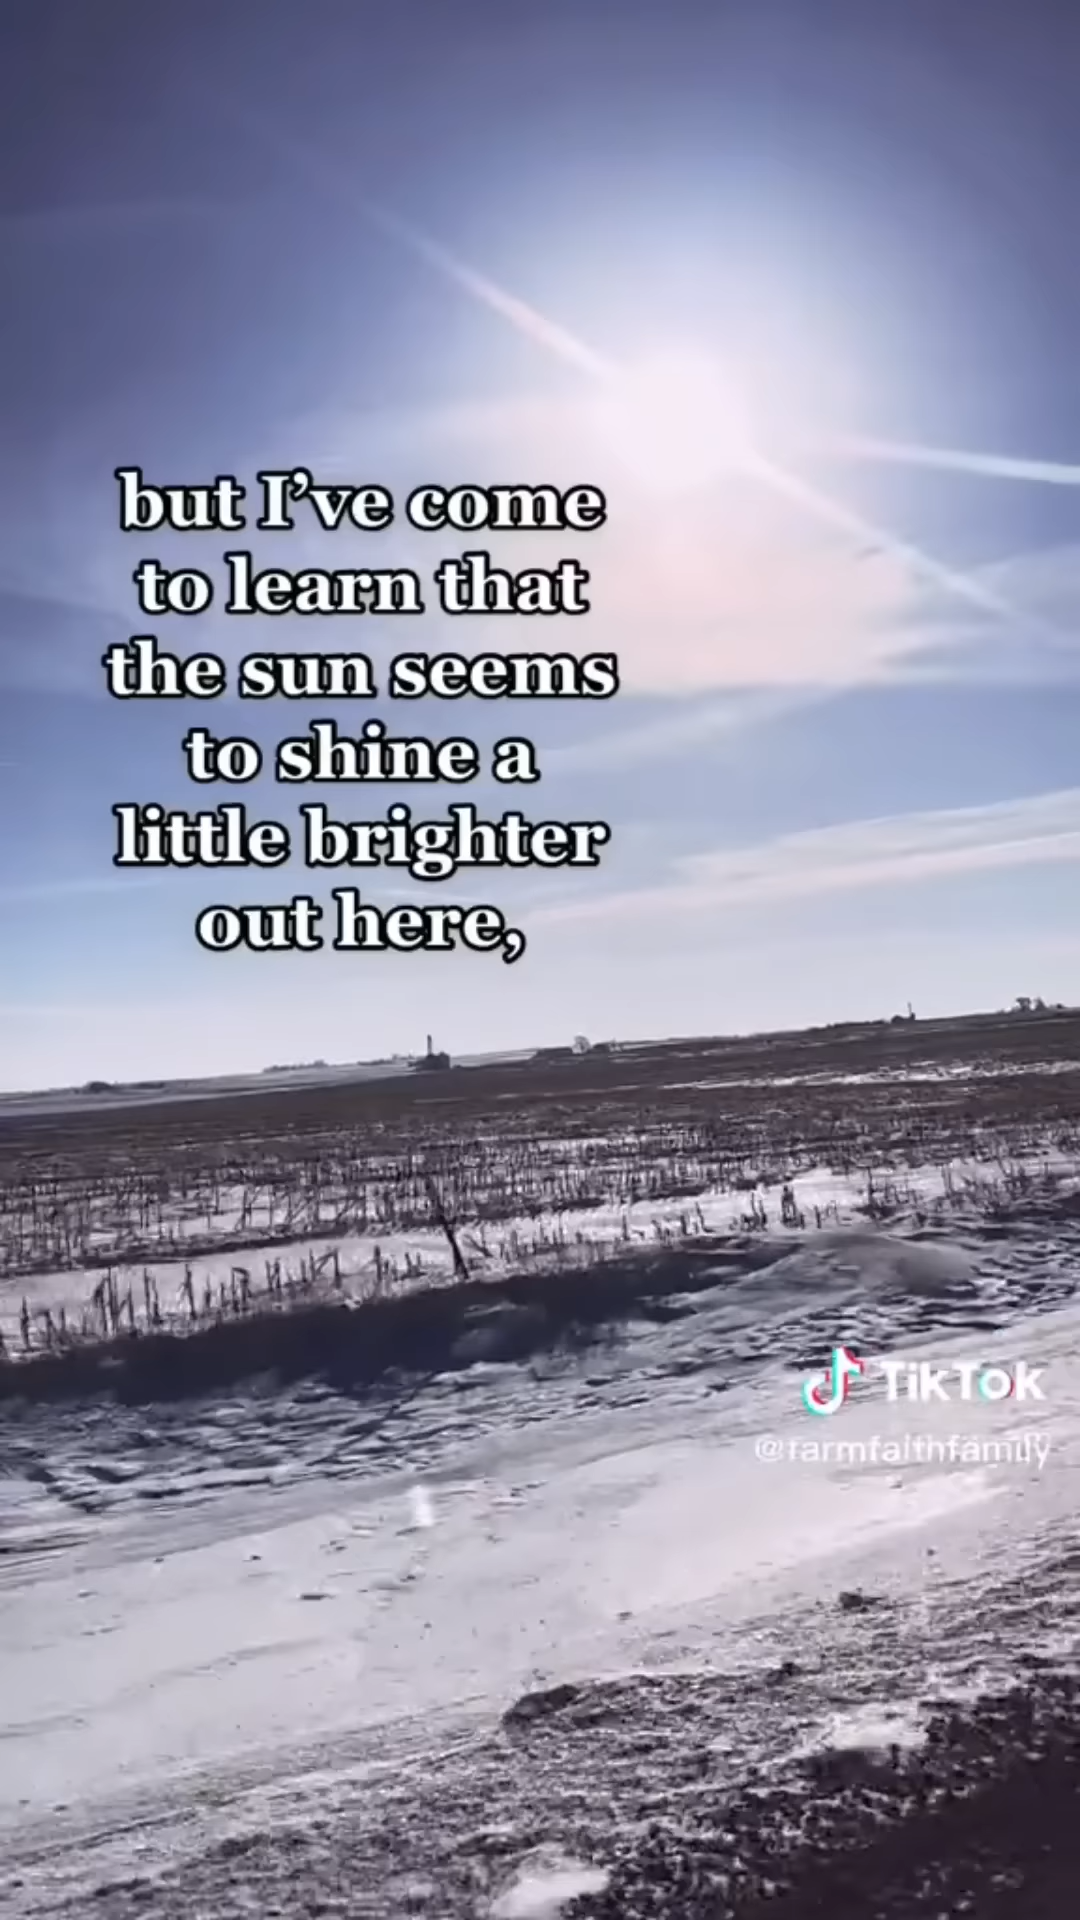 but I’ve come
to learn that
the sun seems
to shine a
little brighter
out here,
TikTok
@farmfaithfamily